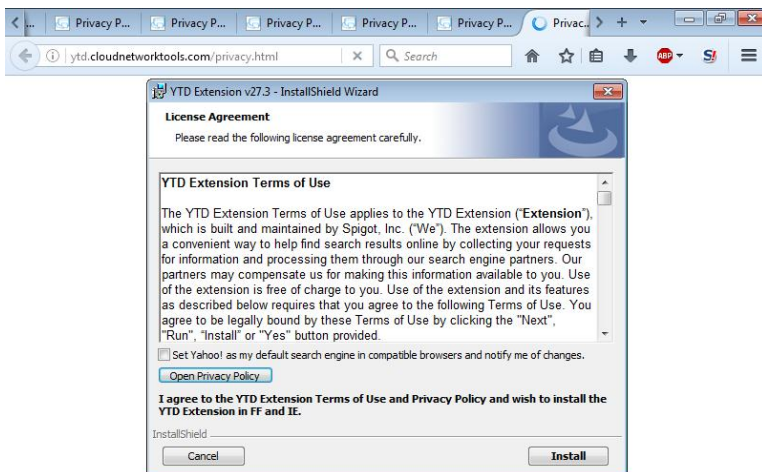 ...
Privacy P...
Privacy P...
Privacy P...
Privacy P...
Privacy P...
Privac...
ytd.cloudnetworktools.com/privacy.html
Search
ABP
S!
YTD Extension v27.3 - InstallShield Wizard
License Agreement
Please read the following license agreement carefully.
YTD Extension Terms of Use
The YTD Extension Terms of Use applies to the YTD Extension (“Extension”),
which is built and maintained by Spigot, Inc. (“We”). The extension allows you
a convenient way to help find search results online by collecting your requests
for information and processing them through our search engine partners. Our
partners may compensate us for making this information available to you. Use
of the extension is free of charge to you. Use of the extension and its features
as described below requires that you agree to the following Terms of Use. You
agree to be legally bound by these Terms of Use by clicking the "Next",
"Run", “Install” or "Yes" button provided.
Set Yahoo! as my default search engine in compatible browsers and notify me of changes.
Open Privacy Policy
I agree to the YTD Extension Terms of Use and Privacy Policy and wish to install the
YTD Extension in FF and IE.
InstallShield
Cancel
Install